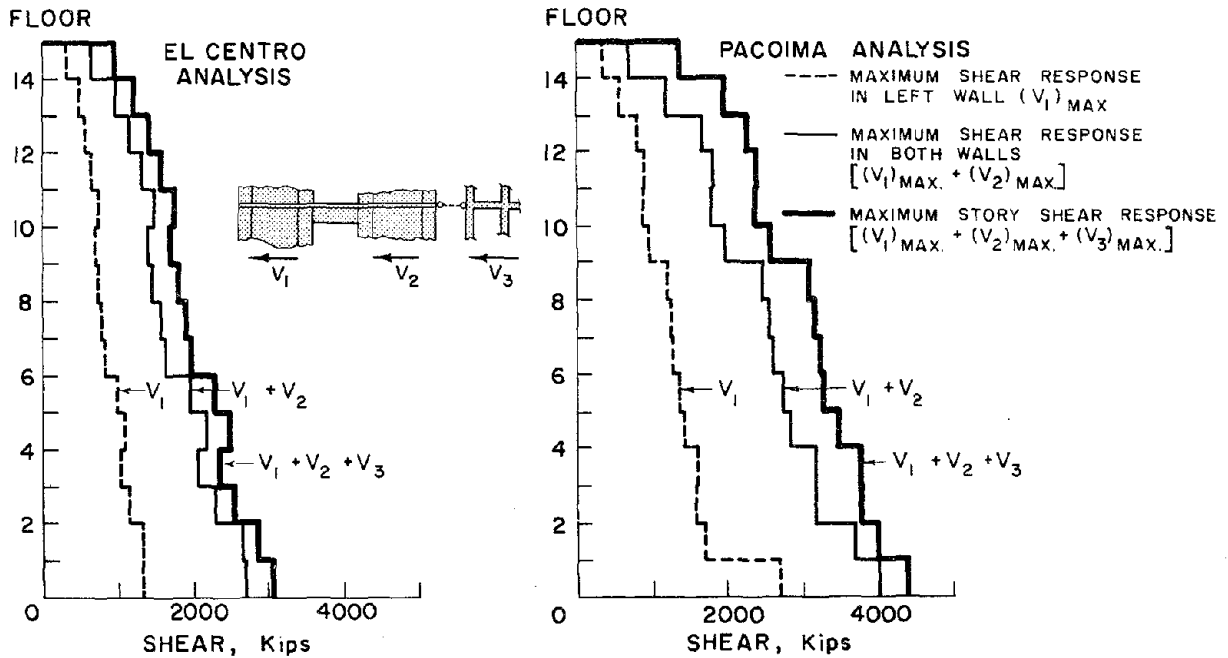 FLOOR
EL CENTRO
ANALYSIS
14
12
10
8
6
4
2
0
2000
4000
SHEAR, Kips
V1
V1 + V2
V1 + V2 + V3
V1
V2
V3
FLOOR
PACOIMA ANALYSIS
MAXIMUM SHEAR RESPONSE
IN LEFT WALL (V1)MAX
MAXIMUM SHEAR RESPONSE
IN BOTH WALLS
[(V1)MAX. + (V2)MAX.]
MAXIMUM STORY SHEAR RESPONSE
[(V1)MAX. + (V2)MAX. + (V3)MAX.]
14
12
10
8
6
4
2
0
2000
4000
SHEAR, Kips
V1
V1 + V2
V1 + V2 + V3